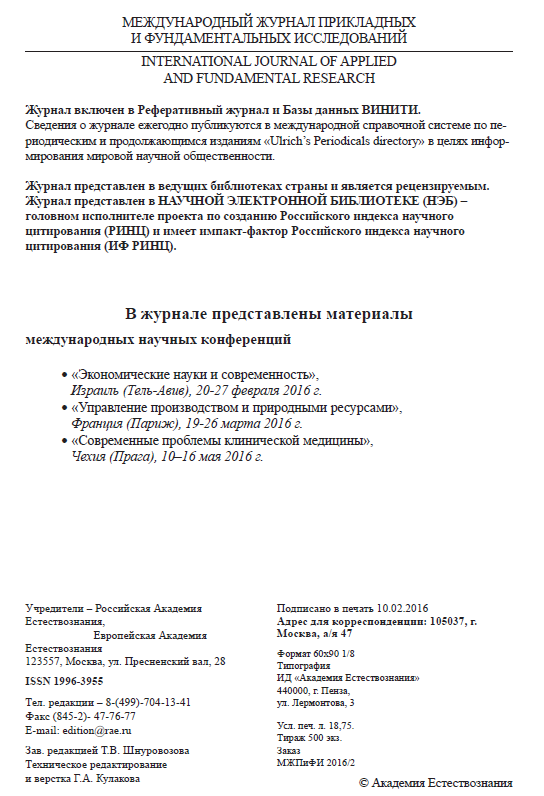 МЕЖДУНАРОДНЫЙ ЖУРНАЛ ПРИКЛАДНЫХ
И ФУНДАМЕНТАЛЬНЫХ ИССЛЕДОВАНИЙ
INTERNATIONAL JOURNAL OF APPLIED
AND FUNDAMENTAL RESEARCH
Журнал включен в Реферативный журнал и Базы данных ВИНИТИ.
Сведения о журнале ежегодно публикуются в международной справочной системе по пе-
риодическим и продолжающимся изданиям «Ulrich's Periodicals directory» в целях инфор-
мирования мировой научной общественности.
Журнал представлен в ведущих библиотеках страны и является рецензируемым.
Журнал представлен в НАУЧНОЙ ЭЛЕКТРОННОЙ БИБЛИОТЕКЕ (НЭБ) –
головном исполнителе проекта по созданию Российского индекса научного
цитирования (РИНЦ) и имеет импакт-фактор Российского индекса научного
цитирования (ИФ РИНЦ).
В журнале представлены материалы
международных научных конференций
• «Экономические науки и современность»,
Израиль (Тель-Авив), 20-27 февраля 2016 г.
• «Управление производством и природными ресурсами»,
Франция (Париж), 19-26 марта 2016 г.
• «Современные проблемы клинической медицины»,
Чехия (Прага), 10–16 мая 2016 г.
Учредители – Российская Академия
Естествознания,
Европейская Академия
Естествознания
123557, Москва, ул. Пресненский вал, 28
ISSN 1996-3955
Тел. редакции – 8-(499)-704-13-41
Факс (845-2)- 47-76-77
E-mail: edition@rae.ru
Зав. редакцией Т.В. Шнуровозова
Техническое редактирование
и верстка Г.А. Кулакова
Подписано в печать 10.02.2016
Адрес для корреспонденции: 105037, г.
Москва, а/я 47
Формат 60х90 1/8
Типография
ИД «Академия Естествознания»
440000, г. Пенза,
ул. Лермонтова, 3
Усл. печ. л. 18,75.
Тираж 500 экз.
Заказ
МЖПиФИ 2016/2
© Академия Естествознания